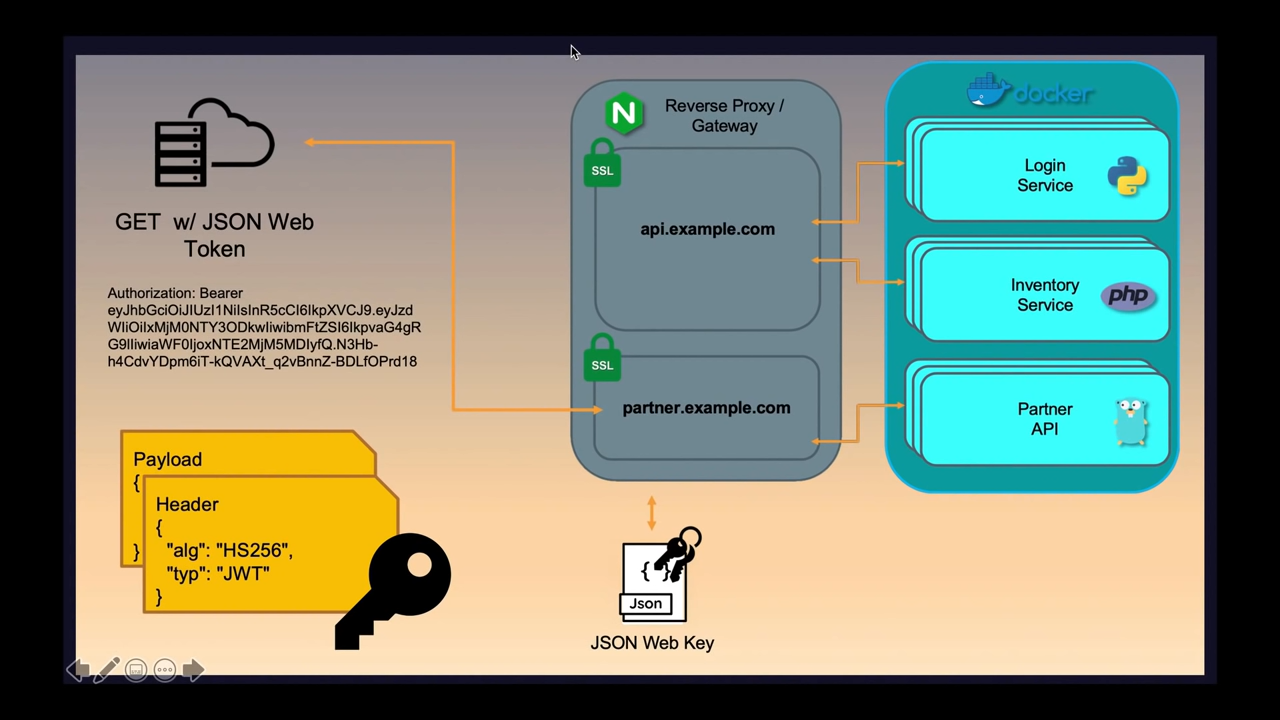 GET w/ JSON Web
Token
Authorization: Bearer
eyJhbGciOiJIUzI1NiIsInR5cCI6IkpXVCJ9.eyJzd
WIiOiIxMjM0NTY3ODkwIiwibmFtZSI6IkpvaG4gR
G9lIiwiaWF0IjoxNTE2MjM5MDIyfQ.N3Hb-
h4CdvYDpm6iT-kQVAXt_q2vBnnZ-BDLfOPrd18
Payload
{
}
Header
{
"alg": "HS256",
"typ": "JWT"
}
N
Reverse Proxy /
Gateway
SSL
api.example.com
SSL
partner.example.com
{ }
Json
JSON Web Key
docker
Login
Service
Inventory
Service
php
Partner
API